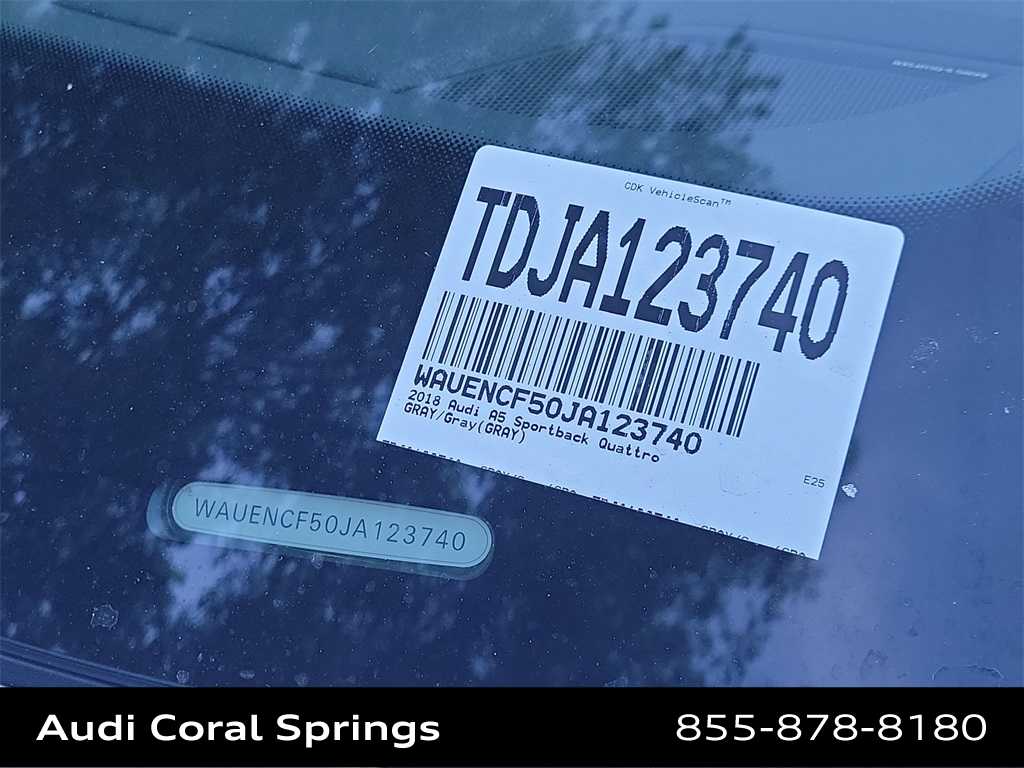 CDK VehicleScan™
TDJA123740
WAUENCF50JA123740
2018 Audi A5 Sportback Quattro
GRAY/Gray(GRAY)
E25
WAUENCF50JA123740
Audi Coral Springs
855-878-8180